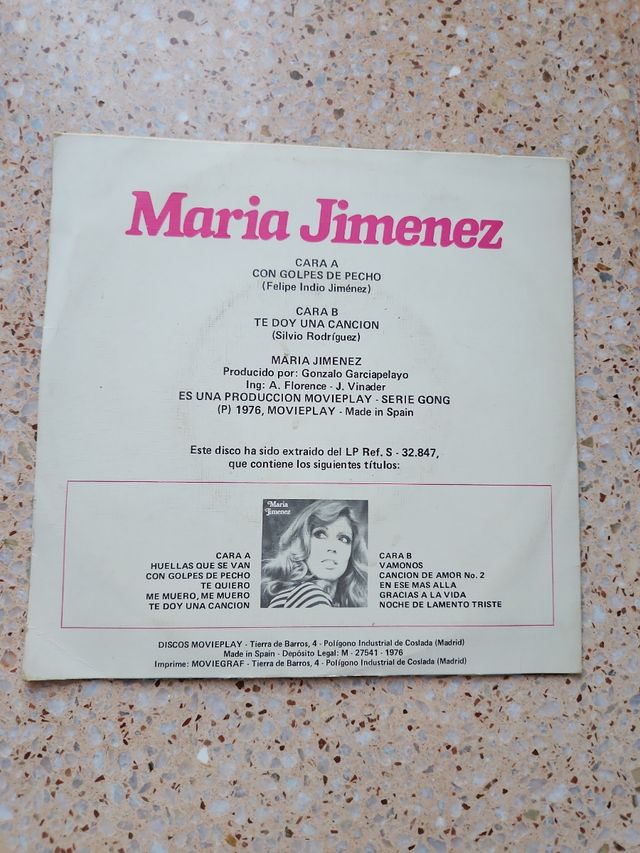 Maria Jimenez
CARA A
CON GOLPES DE PECHO
(Felipe Indio Jiménez)
CARA B
TE DOY UNA CANCION
(Silvio Rodríguez)
MARIA JIMENEZ
Producido por: Gonzalo Garciapelayo
Ing: A. Florence - J. Vinader
ES UNA PRODUCCION MOVIEPLAY - SERIE GONG
(P) 1976, MOVIEPLAY - Made in Spain
Este disco ha sido extraido del LP Ref. S - 32.847,
que contiene los siguientes títulos:
Maria
Jimenez
CARA A
HUELLAS QUE SE VAN
CON GOLPES DE PECHO
TE QUIERO
ME MUERO, ME MUERO
TE DOY UNA CANCION
CARA B
VAMONOS
CANCION DE AMOR No. 2
EN ESE MAS ALLA
GRACIAS A LA VIDA
NOCHE DE LAMENTO TRISTE
DISCOS MOVIEPLAY - Tierra de Barros, 4 - Polígono Industrial de Coslada (Madrid)
Made in Spain - Depósito Legal: M - 27541 - 1976
Imprime: MOVIEGRAF - Tierra de Barros, 4 - Polígono Industrial de Coslada (Madrid)